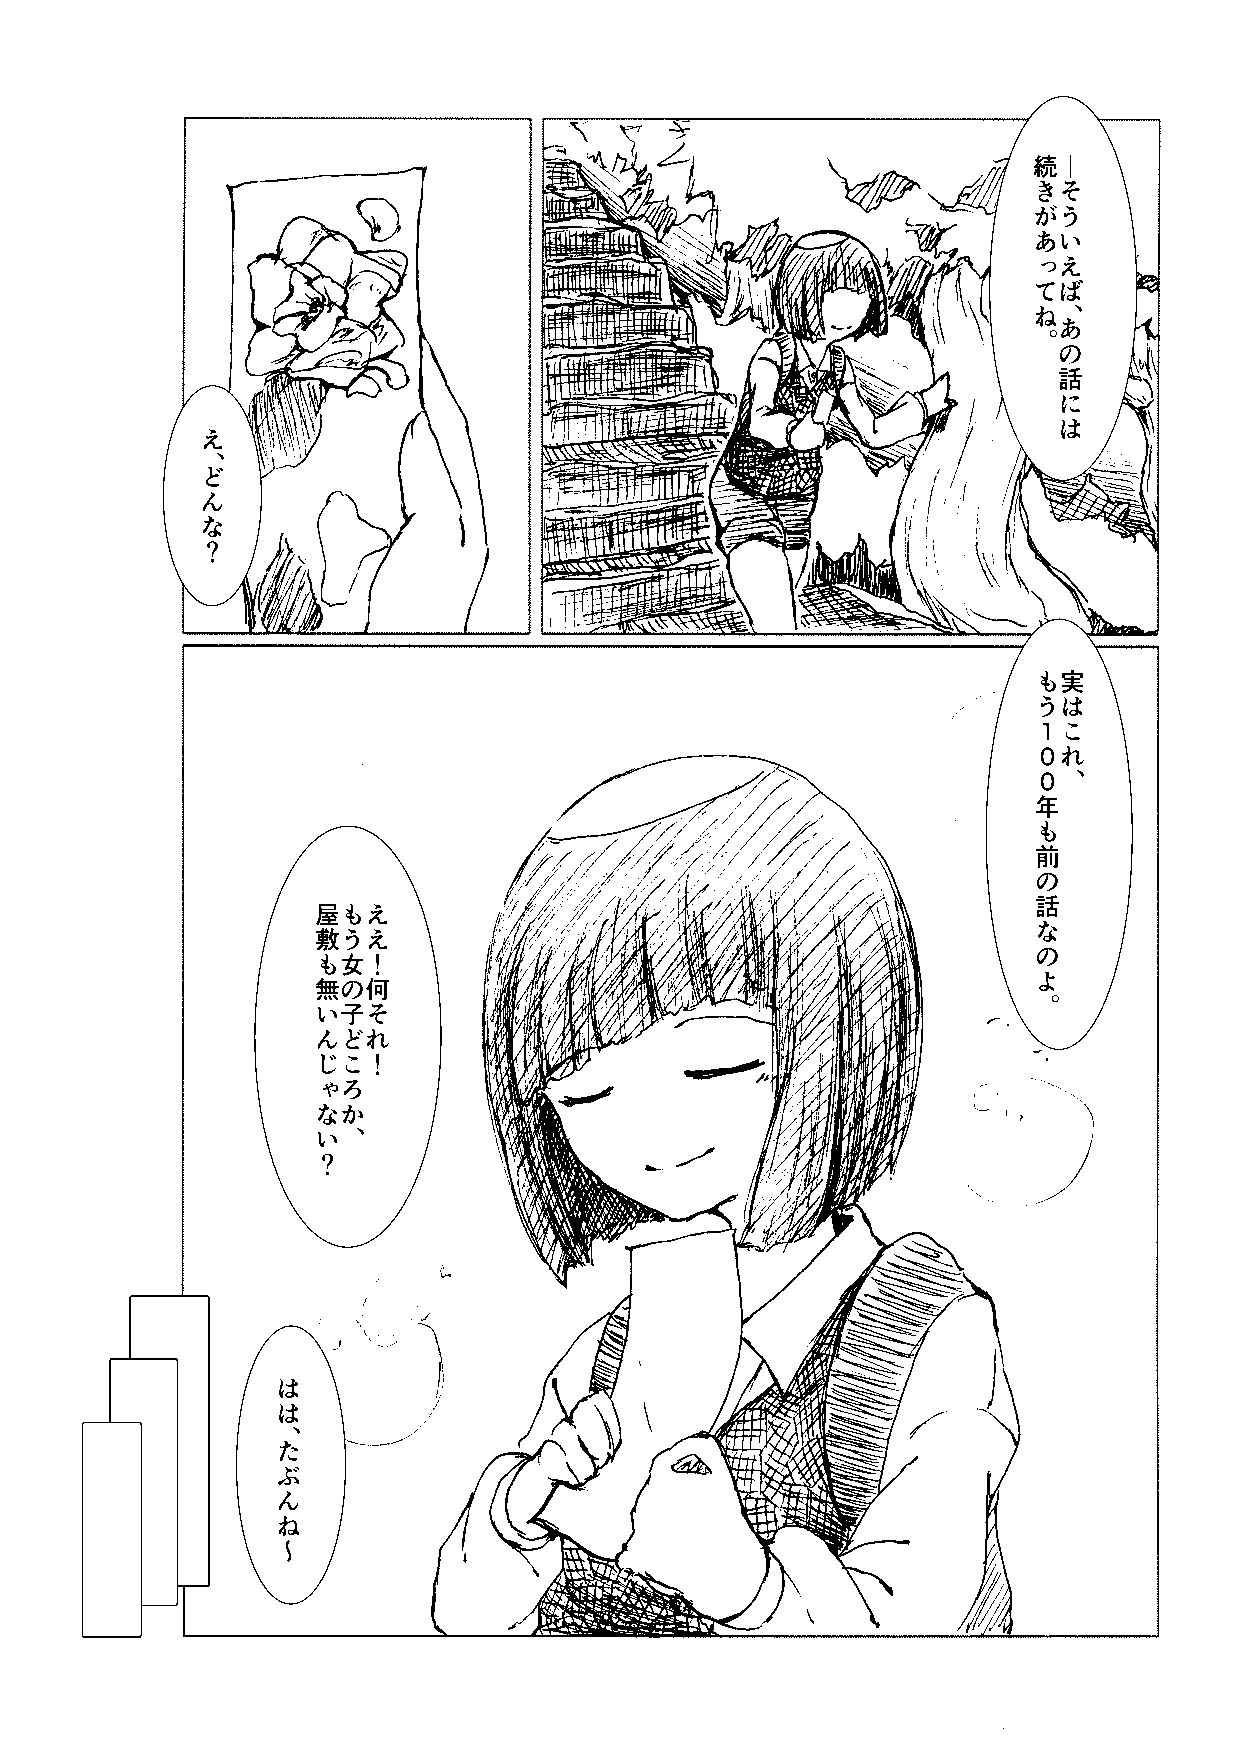 ―そういえば、あの話には
続きがあってね。
え、どんな？
実はこれ、
もう１００年も前の話なのよ。
ええ！何それ！
もう女の子どころか、
屋敷も無いんじゃない？
はは、たぶんね～